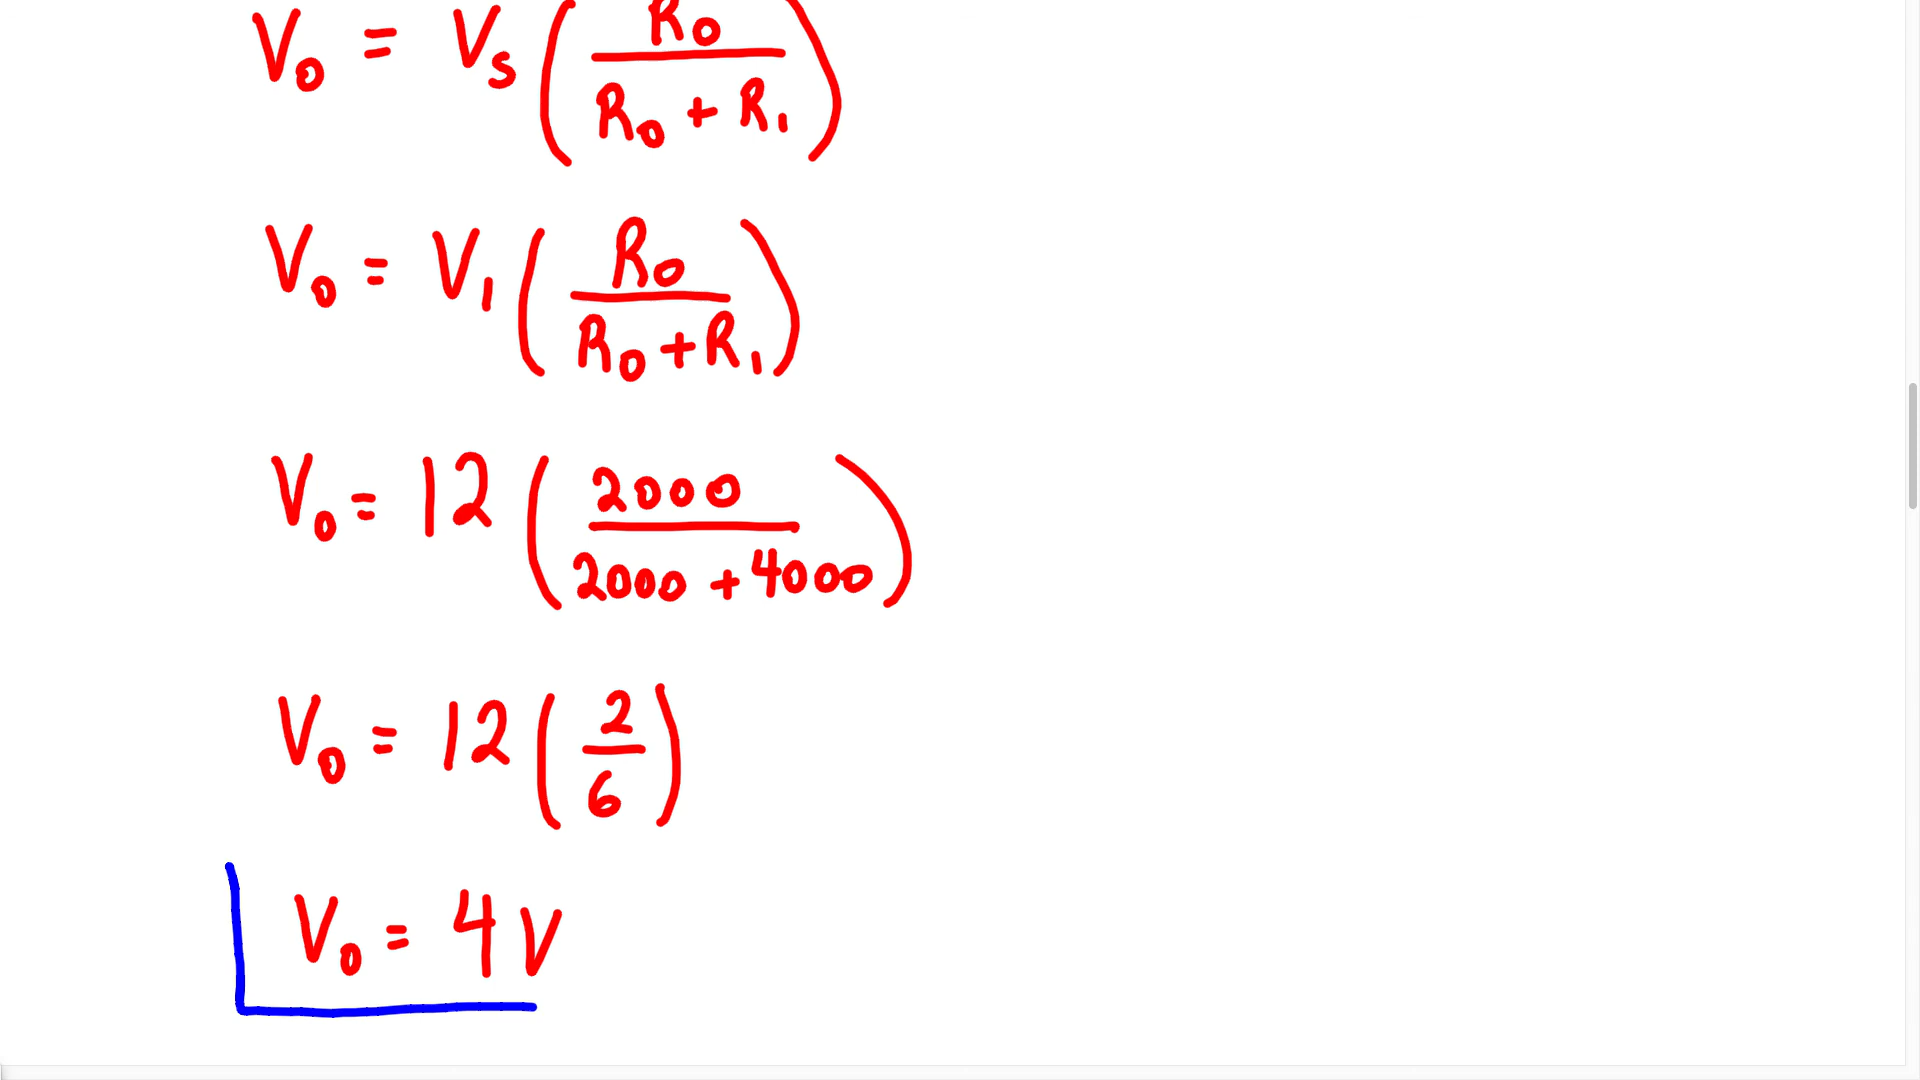 V₀ = Vₛ (R₀ / (R₀ + R₁))
V₀ = V₁ (R₀ / (R₀ + R₁))
V₀ = 12 (2000 / (2000 + 4000))
V₀ = 12 (2 / 6)
V₀ = 4 V